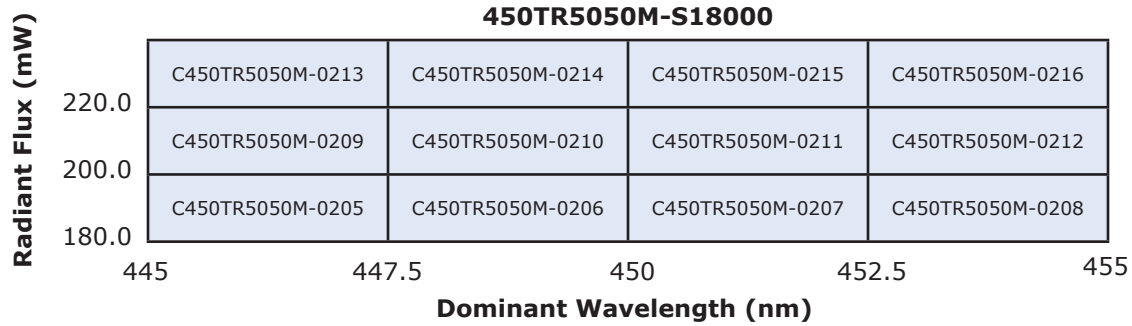 450TR5050M-S18000
Radiant Flux (mW)
C450TR5050M-0213 C450TR5050M-0214 C450TR5050M-0215 C450TR5050M-0216
220.0
C450TR5050M-0209 C450TR5050M-0210 C450TR5050M-0211 C450TR5050M-0212
200.0
C450TR5050M-0205 C450TR5050M-0206 C450TR5050M-0207 C450TR5050M-0208
180.0
445 447.5 450 452.5 455
Dominant Wavelength (nm)